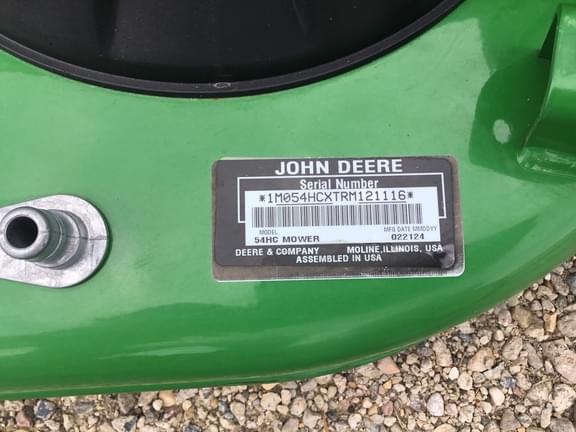 JOHN DEERE
Serial Number
*1M054HCXTRM121116*
MODEL MFG DATE MMDDYY
54HC MOWER 022124
DEERE & COMPANY MOLINE,ILLINOIS, USA
ASSEMBLED IN USA